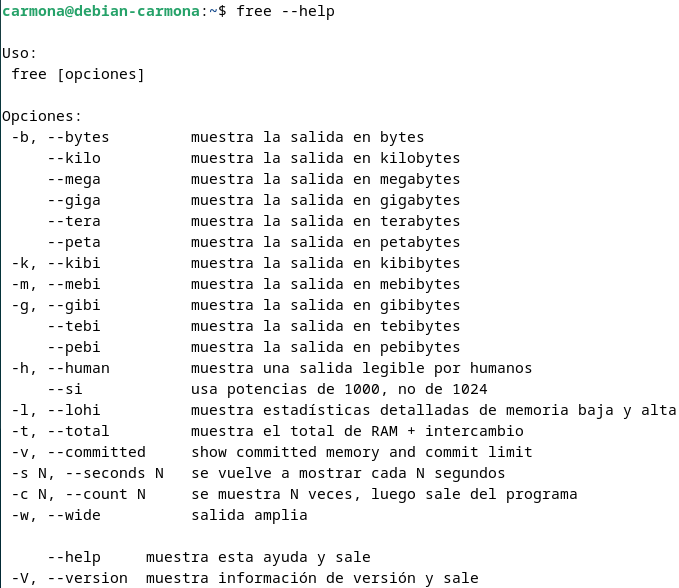 carmona@debian-carmona:~$ free --help

Uso:
 free [opciones]

Opciones:
 -b, --bytes         muestra la salida en bytes
     --kilo          muestra la salida en kilobytes
     --mega          muestra la salida en megabytes
     --giga          muestra la salida en gigabytes
     --tera          muestra la salida en terabytes
     --peta          muestra la salida en petabytes
 -k, --kibi          muestra la salida en kibibytes
 -m, --mebi          muestra la salida en mebibytes
 -g, --gibi          muestra la salida en gibibytes
     --tebi          muestra la salida en tebibytes
     --pebi          muestra la salida en pebibytes
 -h, --human         muestra una salida legible por humanos
     --si            usa potencias de 1000, no de 1024
 -l, --lohi          muestra estadísticas detalladas de memoria baja y alta
 -t, --total         muestra el total de RAM + intercambio
 -v, --committed     show committed memory and commit limit
 -s N, --seconds N   se vuelve a mostrar cada N segundos
 -c N, --count N     se muestra N veces, luego sale del programa
 -w, --wide          salida amplia

     --help     muestra esta ayuda y sale
 -V, --version  muestra información de versión y sale